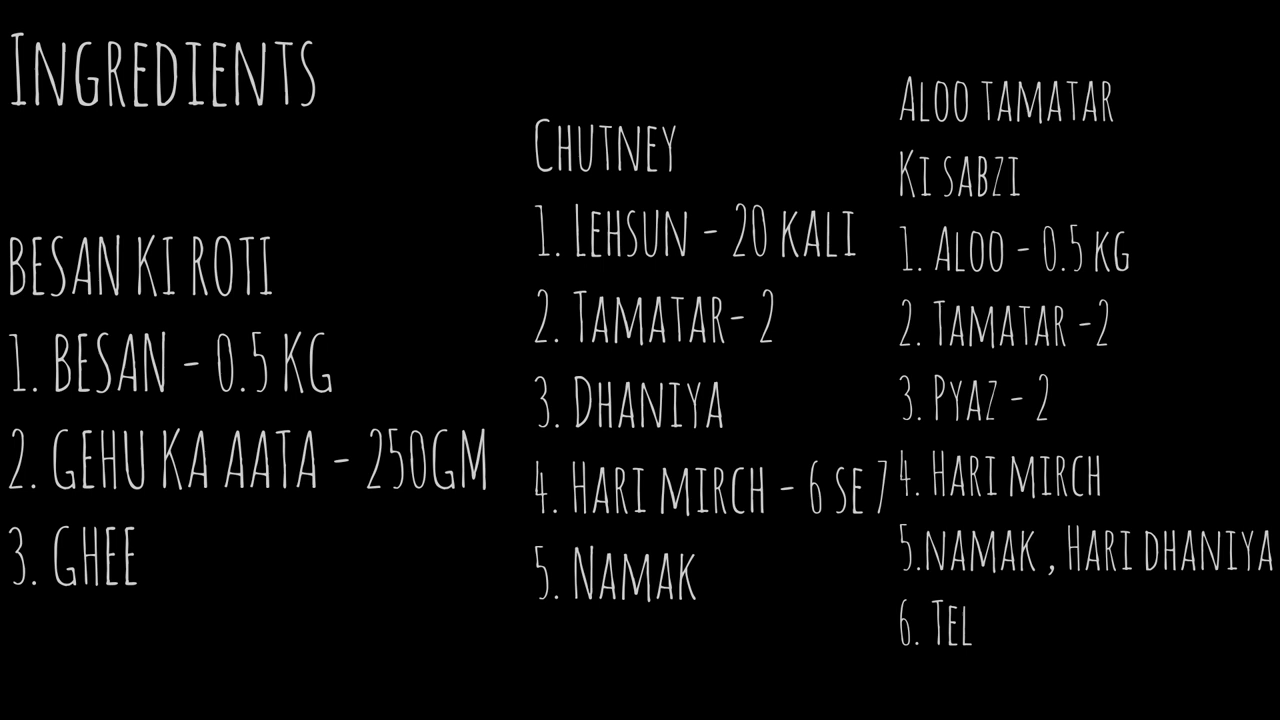 Ingredients
BESAN KI ROTI
1. BESAN - 0.5 KG
2. GEHU KA AATA - 250GM
3. GHEE
Chutney
1. Lehsun - 20 kali
2. Tamatar- 2
3. Dhaniya
4. Hari mirch - 6 se 7
5. Namak
Aloo tamatar
Ki sabzi
1. Aloo - 0.5 kg
2. Tamatar -2
3. Pyaz - 2
4. Hari mirch
5.namak , Hari dhaniya
6. Tel